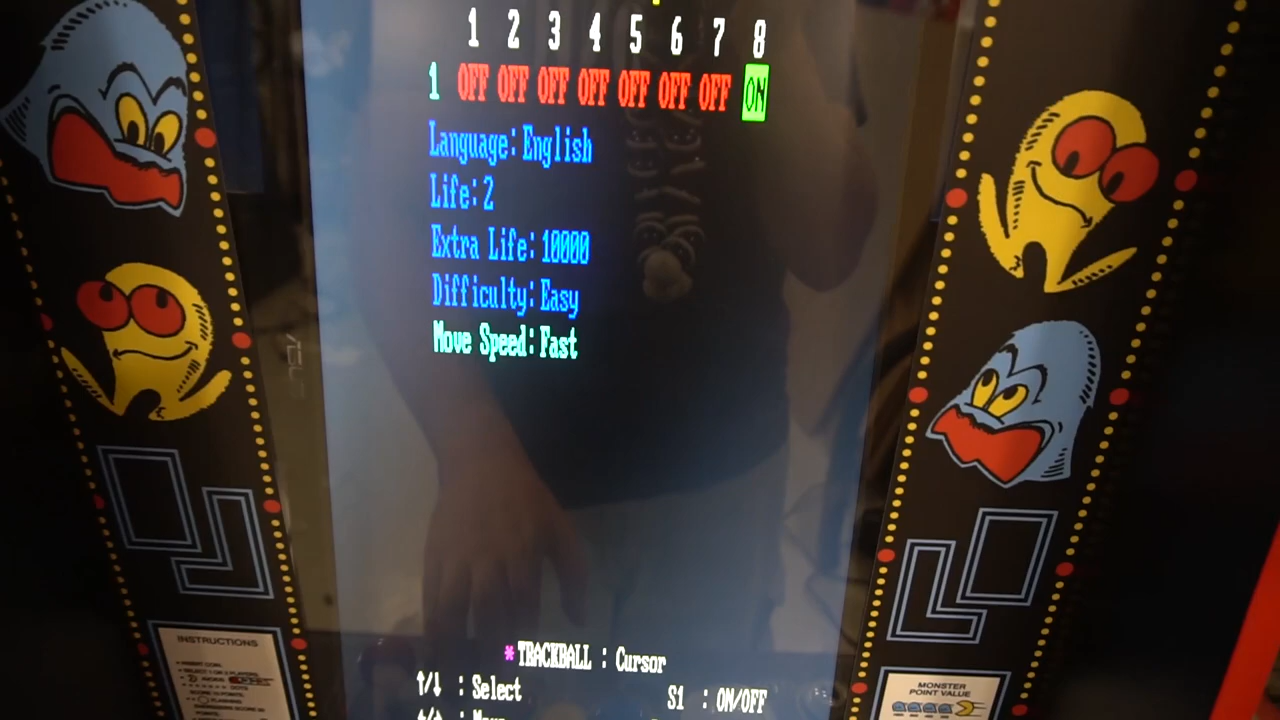 1 2 3 4 5 6 7 8
1 OFF OFF OFF OFF OFF OFF OFF ON
Language:English
Life:2
Extra Life:10000
Difficulty:Easy
Move Speed:Fast
*TRACKBALL : Cursor
↑/↓ : Select
S1 : ON/OFF
INSTRUCTIONS
MONSTER
POINT VALUE